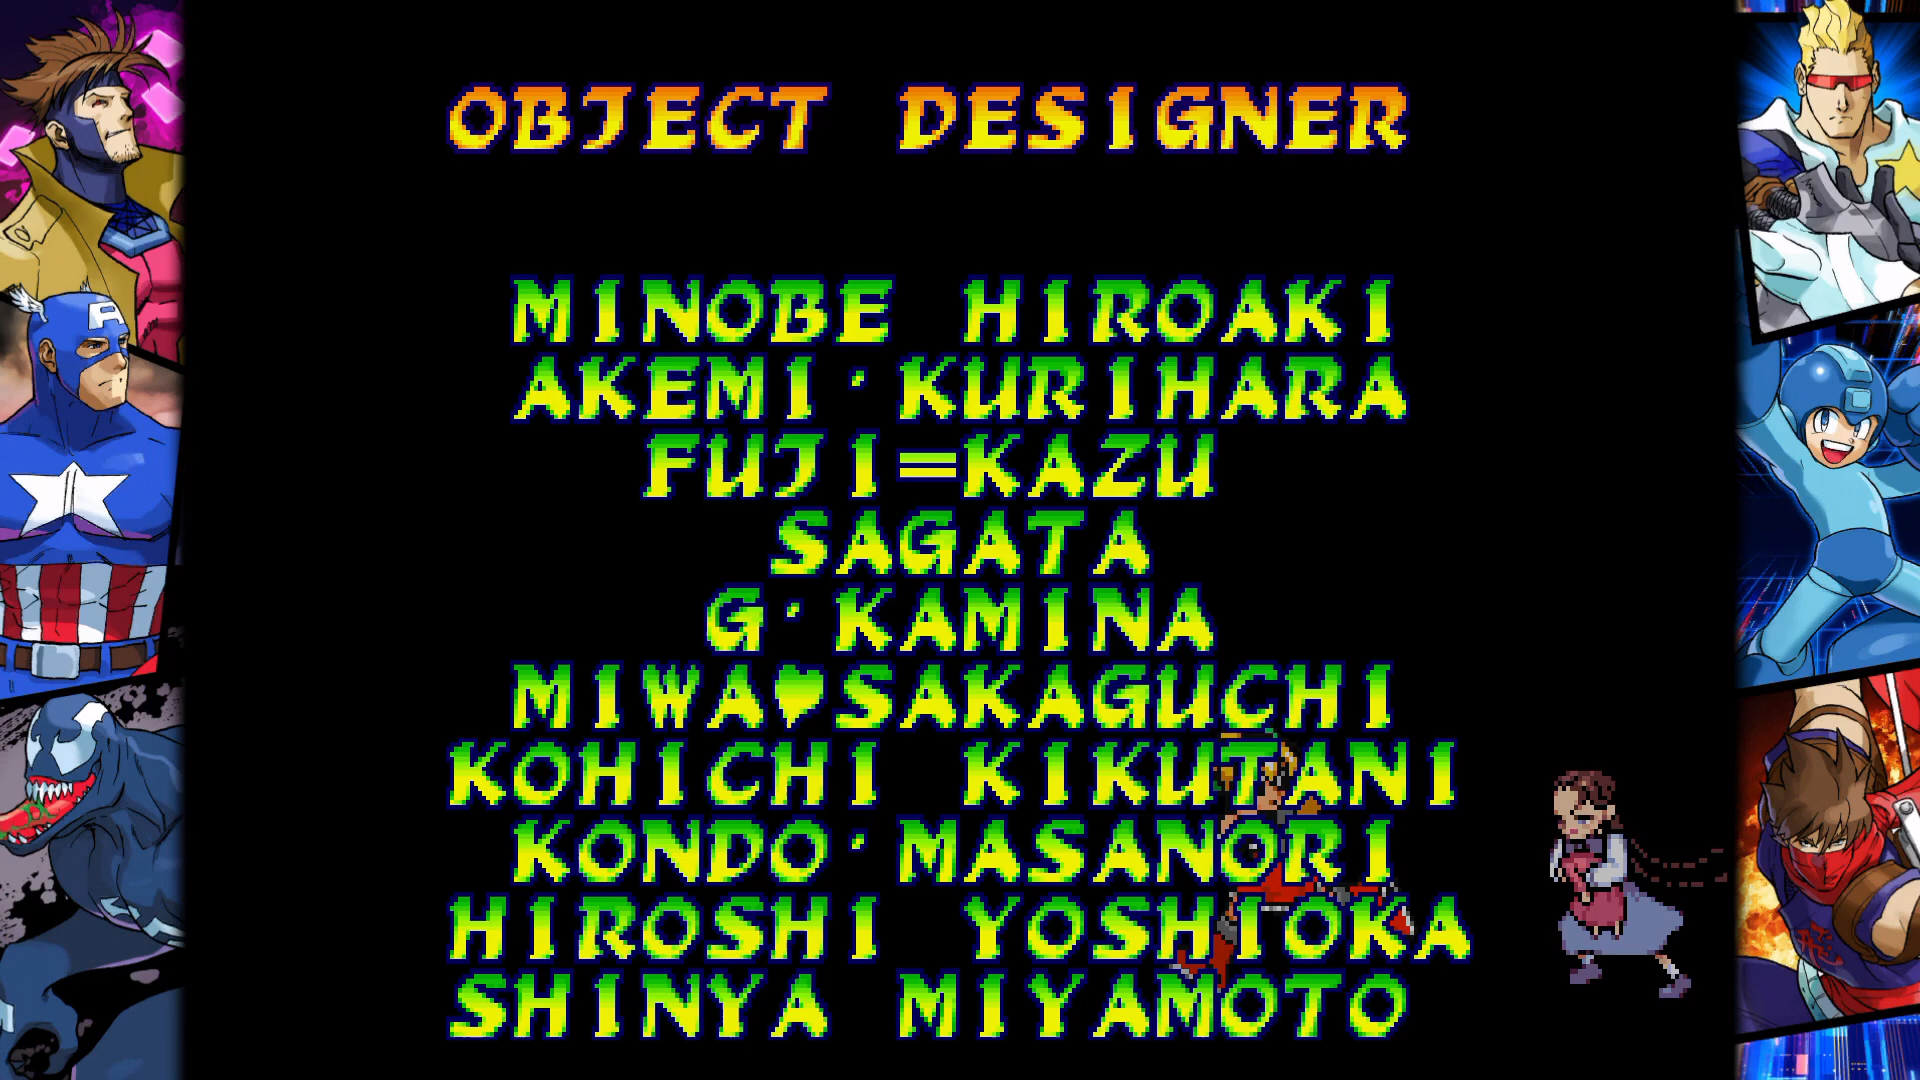 OBJECT DESIGNER
MINOBE HIROAKI
AKEMI·KURIHARA
FUJI=KAZU
SAGATA
G·KAMINA
MIWA♥SAKAGUCHI
KOHICHI KIKUTANI
KONDO·MASANORI
HIROSHI YOSHIOKA
SHINYA MIYAMOTO
A